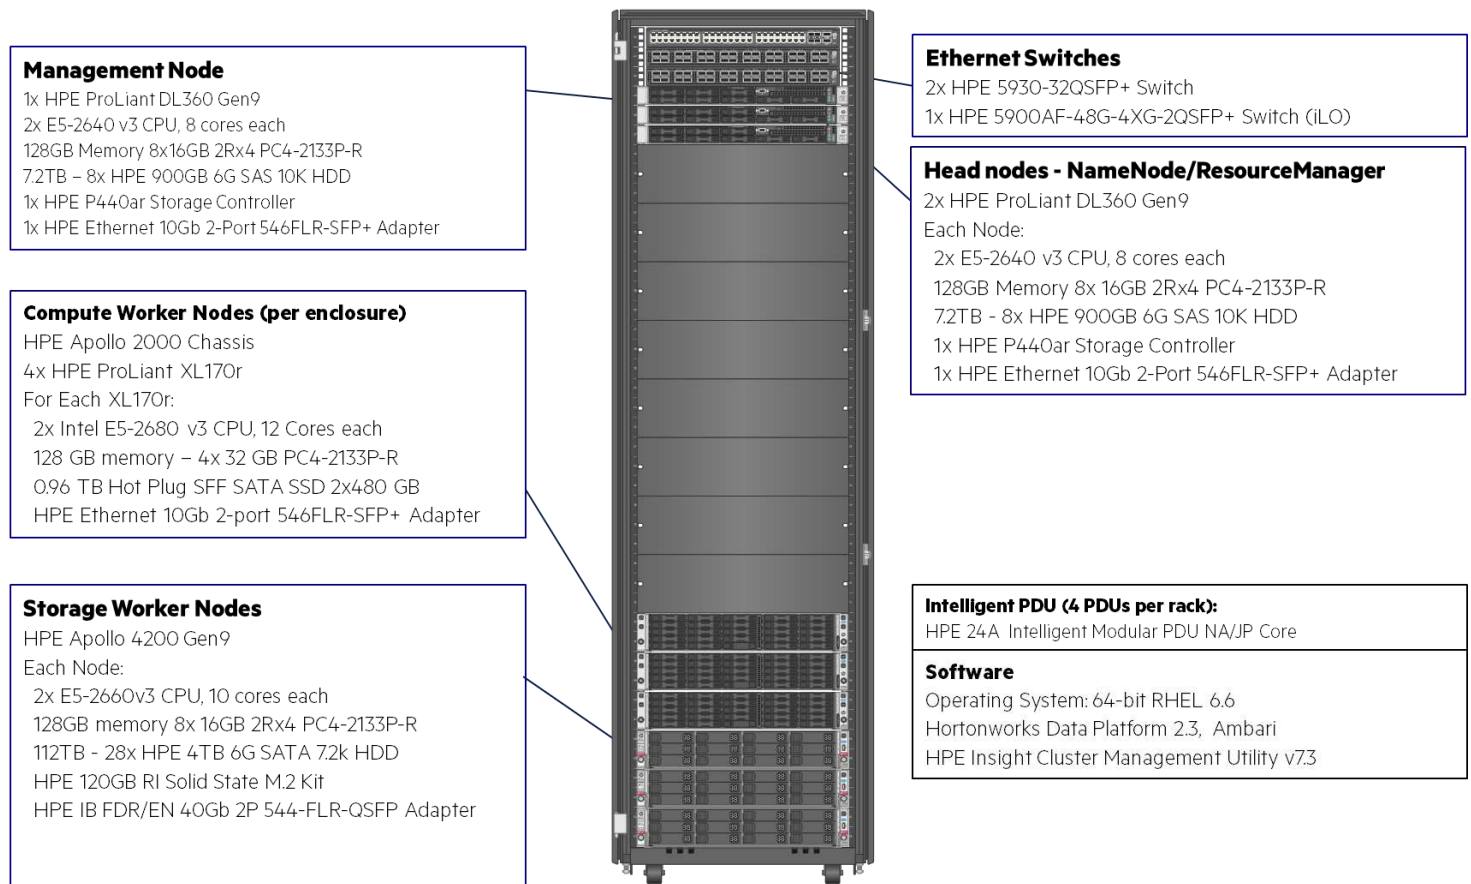 Management Node
1x HPE ProLiant DL360 Gen9
2x E5-2640 v3 CPU, 8 cores each
128GB Memory 8x16GB 2Rx4 PC4-2133P-R
7.2TB – 8x HPE 900GB 6G SAS 10K HDD
1x HPE P440ar Storage Controller
1x HPE Ethernet 10Gb 2-Port 546FLR-SFP+ Adapter
Compute Worker Nodes (per enclosure)
HPE Apollo 2000 Chassis
4x HPE ProLiant XL170r
For Each XL170r:
2x Intel E5-2680 v3 CPU, 12 Cores each
128 GB memory – 4x 32 GB PC4-2133P-R
0.96 TB Hot Plug SFF SATA SSD 2x480 GB
HPE Ethernet 10Gb 2-port 546FLR-SFP+ Adapter
Storage Worker Nodes
HPE Apollo 4200 Gen9
Each Node:
2x E5-2660v3 CPU, 10 cores each
128GB memory 8x 16GB 2Rx4 PC4-2133P-R
112TB - 28x HPE 4TB 6G SATA 7.2k HDD
HPE 120GB RI Solid State M.2 Kit
HPE IB FDR/EN 40Gb 2P 544-FLR-QSFP Adapter
Ethernet Switches
2x HPE 5930-32QSFP+ Switch
1x HPE 5900AF-48G-4XG-2QSFP+ Switch (iLO)
Head nodes - NameNode/ResourceManager
2x HPE ProLiant DL360 Gen9
Each Node:
2x E5-2640 v3 CPU, 8 cores each
128GB Memory 8x 16GB 2Rx4 PC4-2133P-R
7.2TB - 8x HPE 900GB 6G SAS 10K HDD
1x HPE P440ar Storage Controller
1x HPE Ethernet 10Gb 2-Port 546FLR-SFP+ Adapter
Intelligent PDU (4 PDUs per rack):
HPE 24A Intelligent Modular PDU NA/JP Core
Software
Operating System: 64-bit RHEL 6.6
Hortonworks Data Platform 2.3, Ambari
HPE Insight Cluster Management Utility v7.3